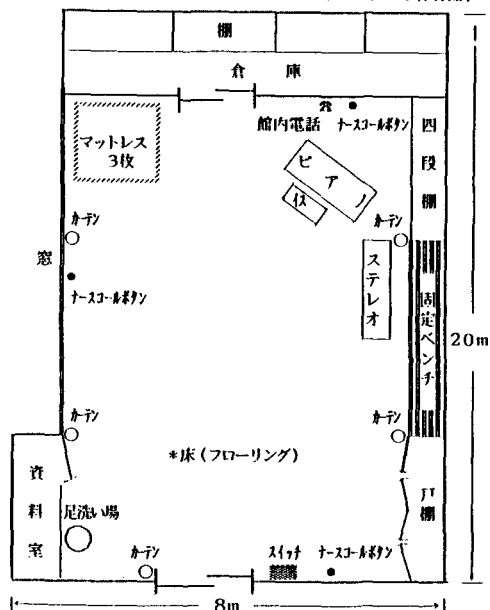 棚
倉庫
館内電話
ナースコールボタン
マットレス
3枚
ピアノ
イス
四段棚
カーテン
カーテン
窓
ステレオ
ナースコールボタン
固定ベンチ
20m
カーテン
カーテン
*床(フローリング)
資料室
戸棚
足洗い場
カーテン
スイッチ
ナースコールボタン
8m